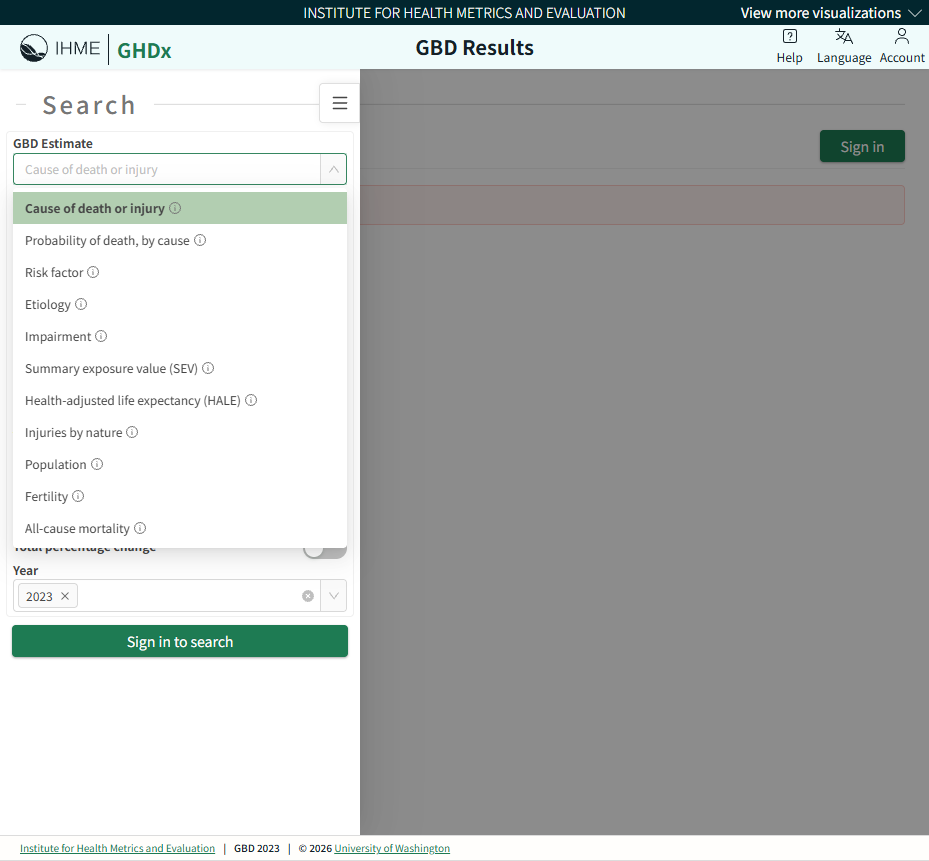 INSTITUTE FOR HEALTH METRICS AND EVALUATION
View more visualizations
IHME
GHDx
GBD Results
Help
Language
Account
Search
Sign in
GBD Estimate
Cause of death or injury
Cause of death or injury
Probability of death, by cause
Risk factor
Etiology
Impairment
Summary exposure value (SEV)
Health-adjusted life expectancy (HALE)
Injuries by nature
Population
Fertility
All-cause mortality
Total percentage change
Year
2023
Sign in to search
Institute for Health Metrics and Evaluation | GBD 2023 | © 2026 University of Washington